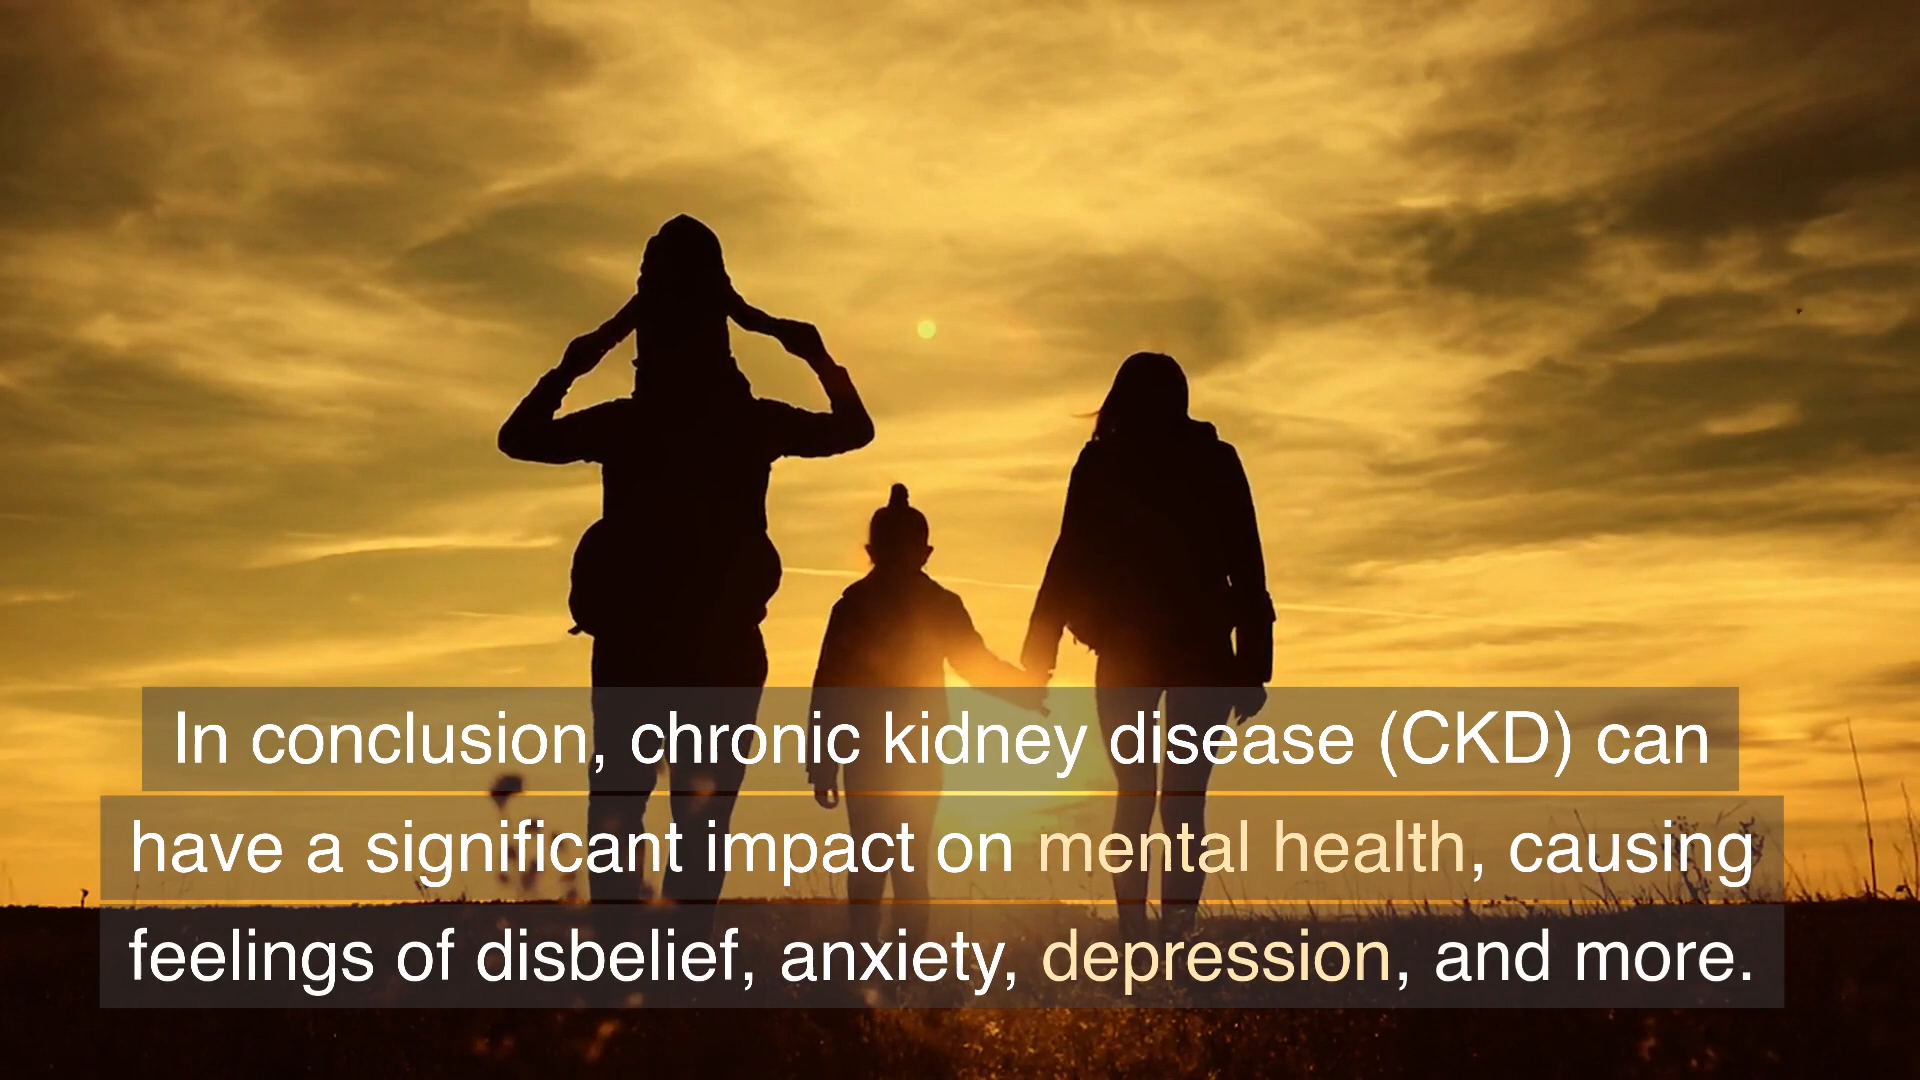 In conclusion, chronic kidney disease (CKD) can
have a significant impact on mental health, causing
feelings of disbelief, anxiety, depression, and more.